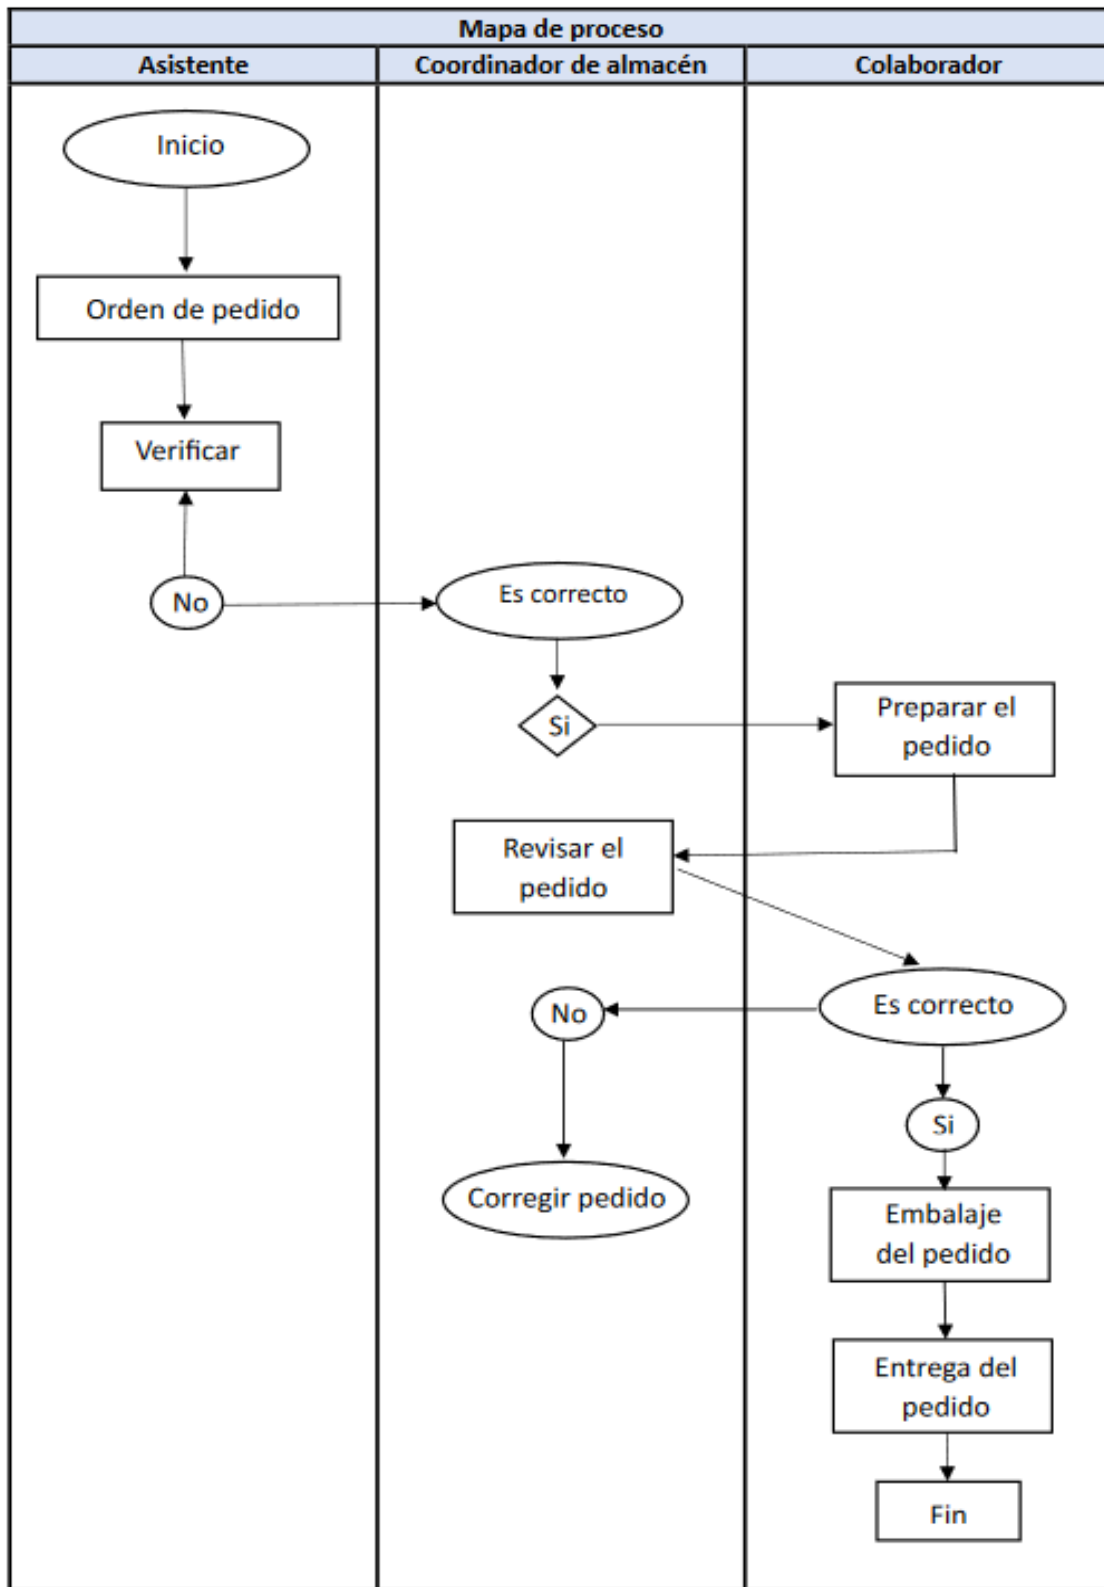 Mapa de proceso
Asistente
Coordinador de almacén
Colaborador
Inicio
Orden de pedido
Verificar
No
Es correcto
Si
Preparar el
pedido
Revisar el
pedido
Es correcto
No
Si
Corregir pedido
Embalaje
del pedido
Entrega del
pedido
Fin